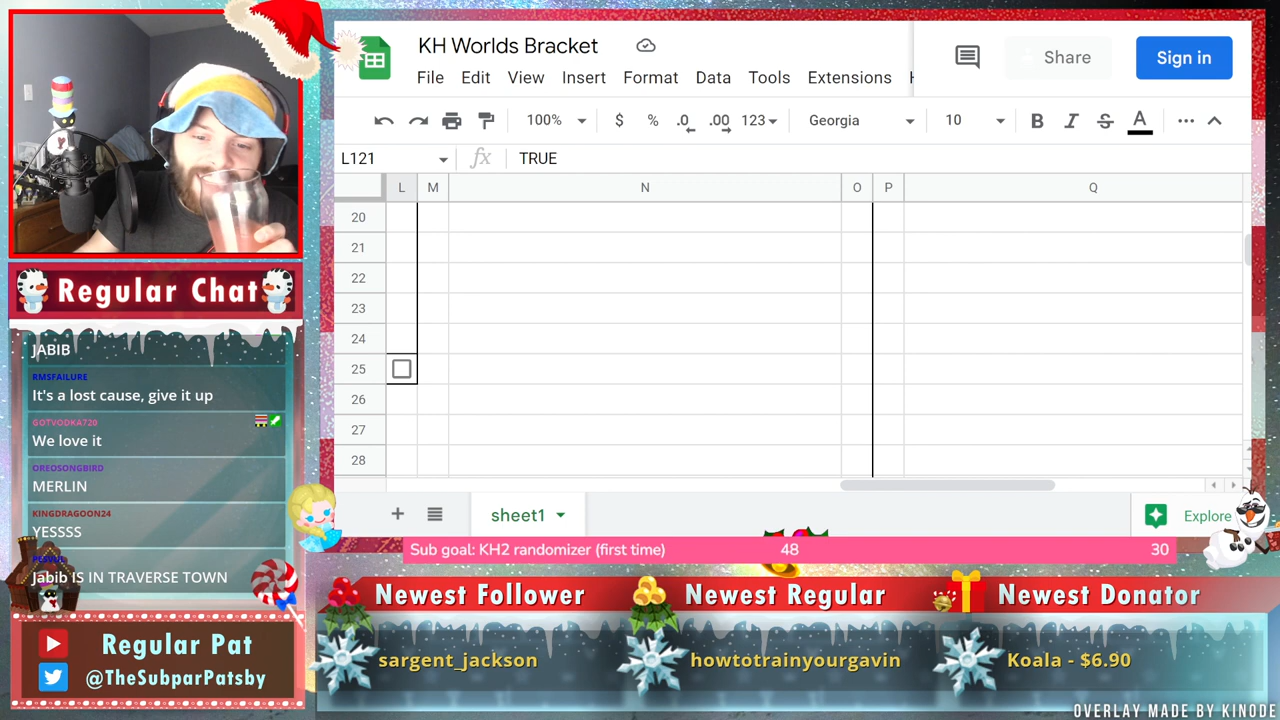 KH Worlds Bracket
File Edit View Insert Format Data Tools Extensions
Share
Sign in
100% $ % .0 .00 123 Georgia 10 B I S A
L121 fx TRUE
L M N O P Q
20
21
22
23
24
25
26
27
28
+ sheet1
Explore
Regular Chat
JABIB
RMSFAILURE
It's a lost cause, give it up
GOTVODKA720
We love it
OREOSONGBIRD
MERLIN
KINGDRAGOON24
YESSSS
Jabib IS IN TRAVERSE TOWN
Regular Pat
@TheSubparPatsby
Sub goal: KH2 randomizer (first time) 48 30
Newest Follower Newest Regular Newest Donator
sargent_jackson howtotrainyourgavin Koala - $6.90
OVERLAY MADE BY KINODE